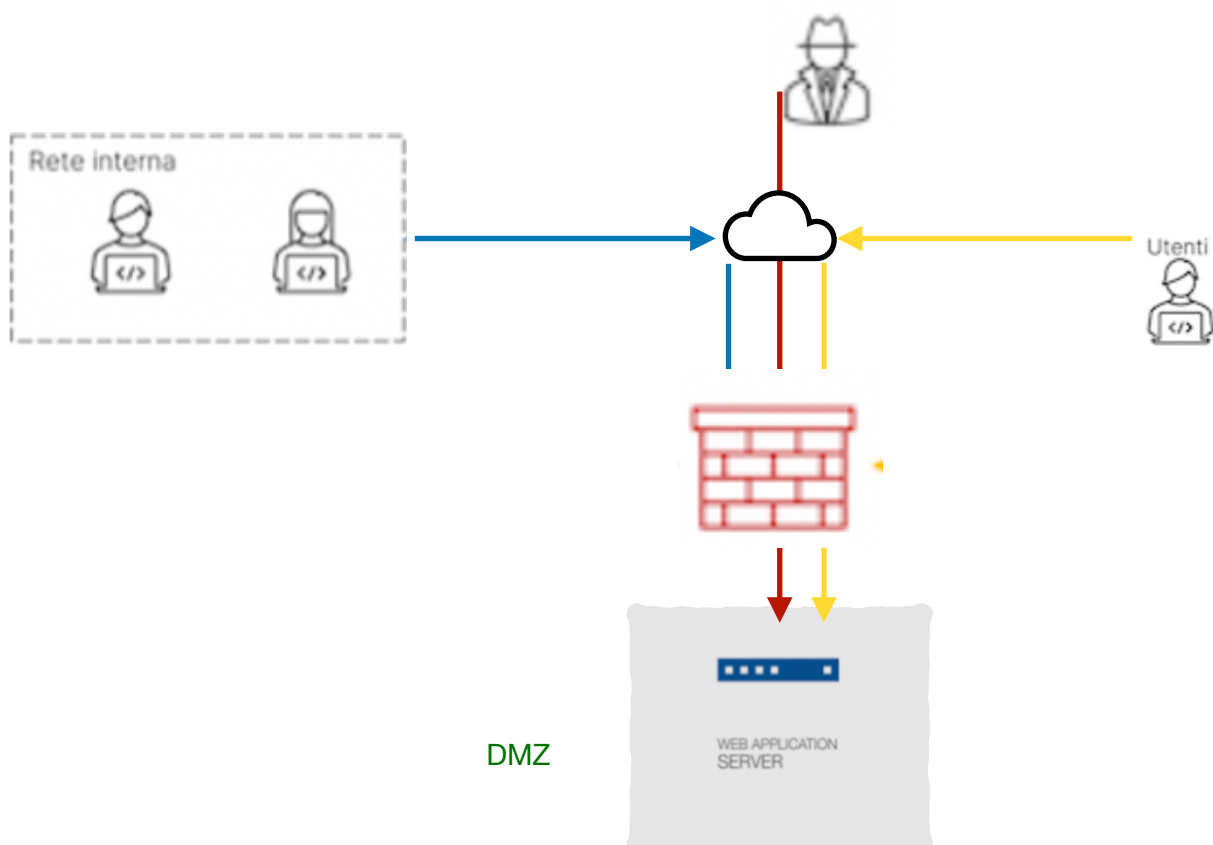 Rete interna
</>
</>
Utenti
</>
DMZ
WEB APPLICATION
SERVER